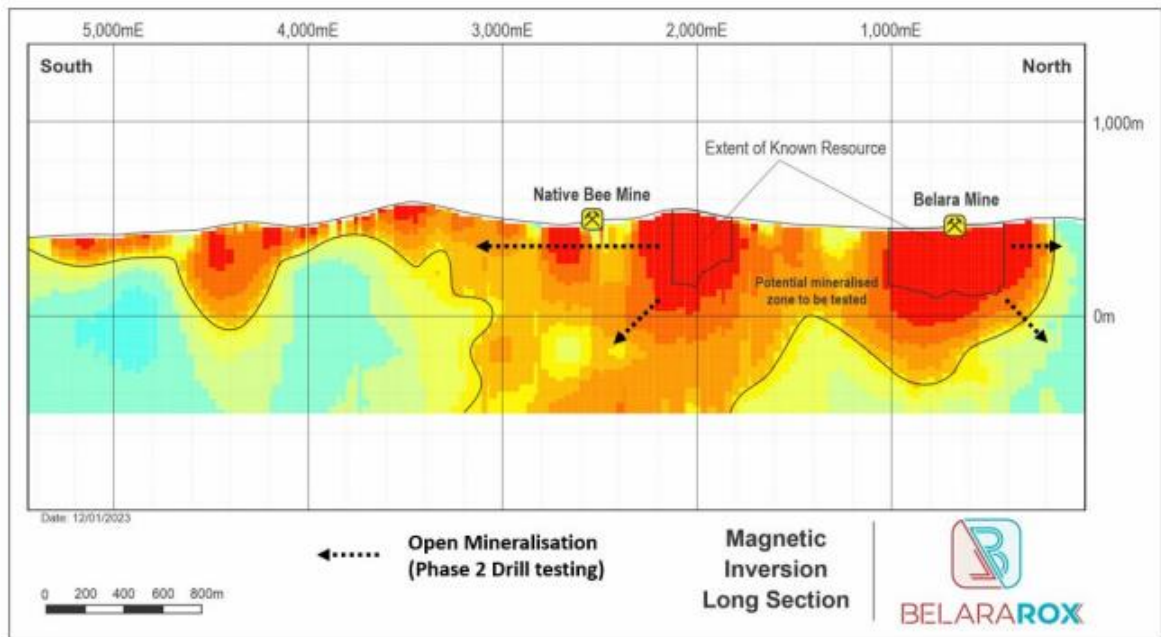 5,000mE 4,000mE 3,000mE 2,000mE 1,000mE
South
North
1,000m
Extent of Known Resource
Native Bee Mine
Belara Mine
Potential mineralised
zone to be tested
0m
Date: 12/01/2023
Open Mineralisation
(Phase 2 Drill testing)
0 200 400 600 800m
Magnetic
Inversion
Long Section
BELARAROX